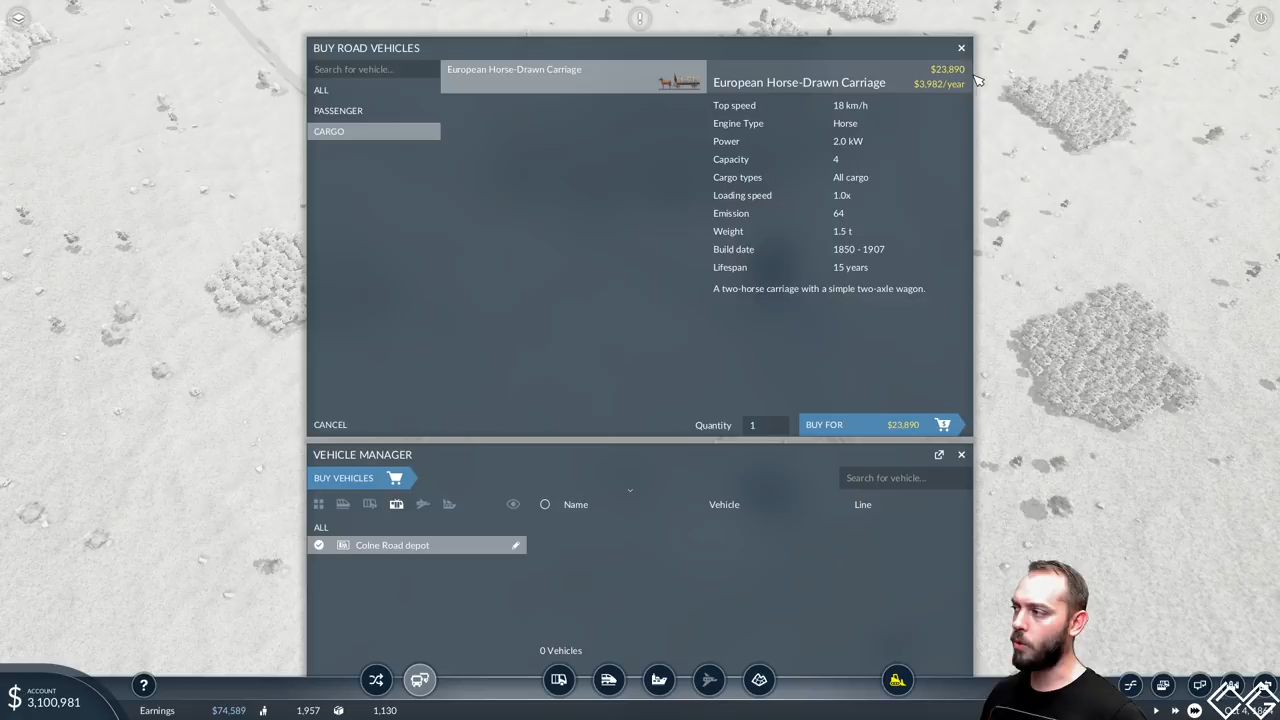 BUY ROAD VEHICLES
Search for vehicle...
ALL
PASSENGER
CARGO
European Horse-Drawn Carriage
European Horse-Drawn Carriage
$23,890
$3,982/year
Top speed 18 km/h
Engine Type Horse
Power 2.0 kW
Capacity 4
Cargo types All cargo
Loading speed 1.0x
Emission 64
Weight 1.5 t
Build date 1850 - 1907
Lifespan 15 years
A two-horse carriage with a simple two-axle wagon.
CANCEL
Quantity 1
BUY FOR $23,890
VEHICLE MANAGER
BUY VEHICLES
Search for vehicle...
Name Vehicle Line
ALL
Colne Road depot
0 Vehicles
$ ACCOUNT
3,100,981
?
Earnings $74,589 1,957 1,130